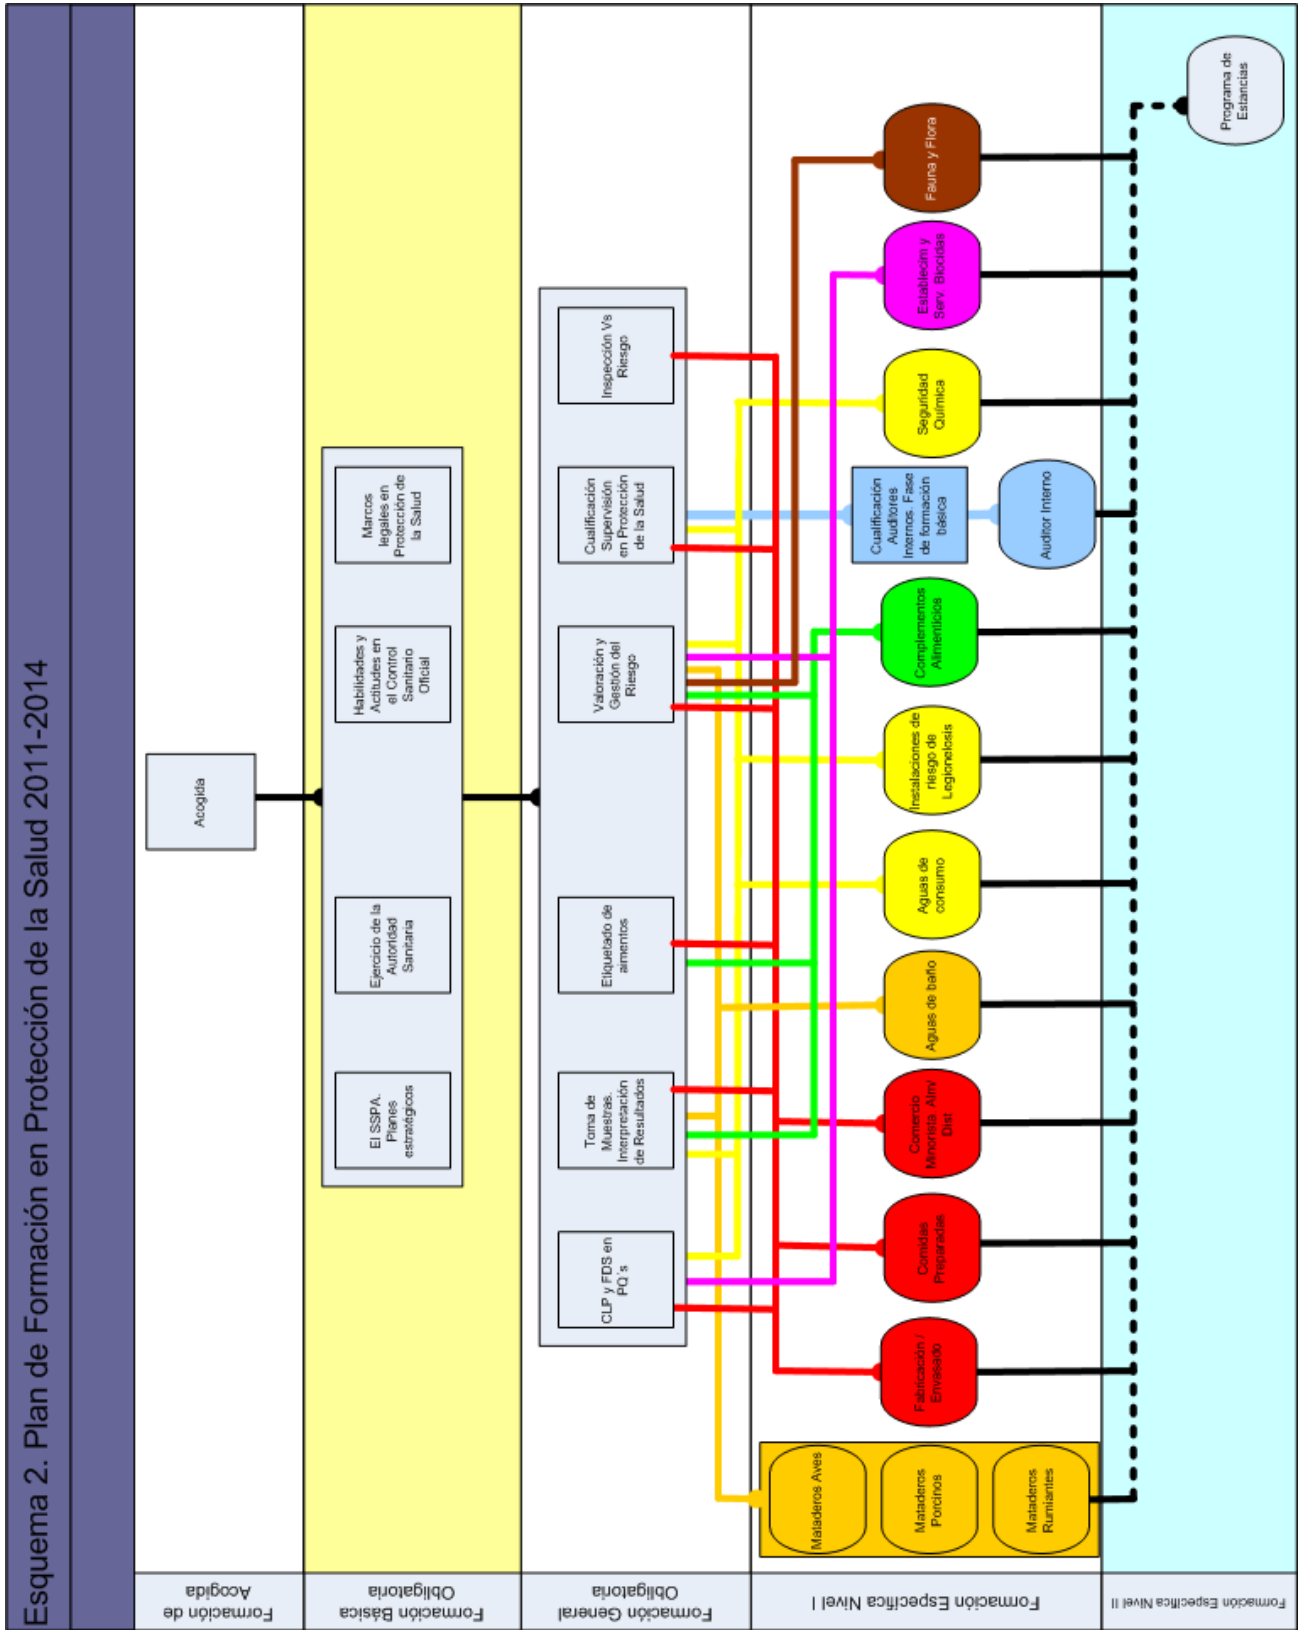 Esquema 2. Plan de Formación en Protección de la Salud 2011-2014
Formación de
Acogida
Acogida
Formación Básica
Obligatoria
El SSPA.
Planes
estratégicos
Ejercicio de la
Autoridad
Sanitaria
Habilidades y
Actitudes en
el Control
Sanitario
Oficial
Marcos
legales en
Protección de
la Salud
Formación General
Obligatoria
CLP y FDS en
PQ´s
Toma de
Muestras.
Interpretación
de Resultados
Etiquetado de
aimentos
Valoración y
Gestión del
Riesgo
Cualificación
Supervisión
en Protección
de la Salud
Inspección Vs
Riesgo
Formación Específica Nivel I
Mataderos Aves
Mataderos
Porcinos
Mataderos
Rumiantes
Fabricación /
Envasado
Comidas
Preparadas
Comercio
Minorista. Alm/
Dist
Aguas de baño
Aguas de
consumo
Instalaciones de
riesgo de
Legionelosis
Complementos
Alimenticios
Cualificación
Auditores
Internos. Fase
de formación
básica
Auditor Interno
Seguridad
Química
Establecim y
Serv. Biocidas
Fauna y Flora
Formación Específica Nivel II
Programa de
Estancias